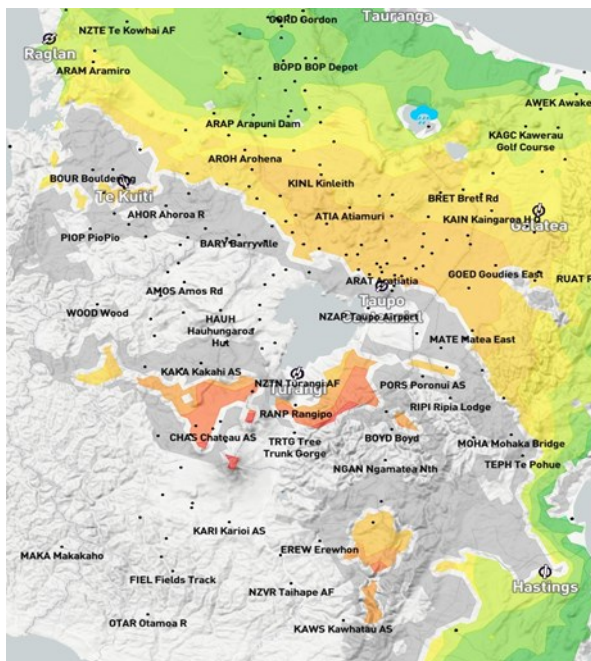 GORD Gordon
Tauranga
NZTE Te Kowhai AF
Raglan
ARAM Aramiro
BOPD BOP Depot
AWEK Awake
ARAP Arapuni Dam
KAGC Kawerau
Golf Course
AROH Arohena
BOUR Bourdening
KINL Kinleith
Te Kuiti
BRET Brett Rd
AHOR Ahoroa R
ATIA Atiamuri
KAIN Kaingaroa H Q
Galatea
PIOP PioPio
BARY Barryville
ARAT Aratiatia
GOED Goudies East
RUAT R
AMOS Amos Rd
Taupo
WOOD Wood
HAUH
Hauhungaroa
Hut
NZAP Taupo Airport
MATE Matea East
KAKA Kakahi AS
NZTN Turangi AF
Turangi
PORS Poronui AS
RANP Rangipo
RIPI Ripia Lodge
CHAS Chateau AS
TRTG Tree
Trunk Gorge
BOYD Boyd
MOHA Mohaka Bridge
NGAN Ngamatea Nth
TEPH Te Pohue
KARI Karioi AS
MAKA Makakaho
EREW Erewhon
FIEL Fields Track
NZVR Taihape AF
Hastings
OTAR Otamoa R
KAWS Kawhatau AS